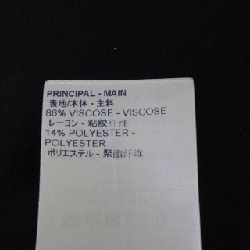 PRINCIPAL - MAIN
表地/本体 - 主料
86% VISCOSE - VISCOSE
レーヨン - 粘胶纤维
14% POLYESTER -
POLYESTER
ポリエステル - 聚酯纤维